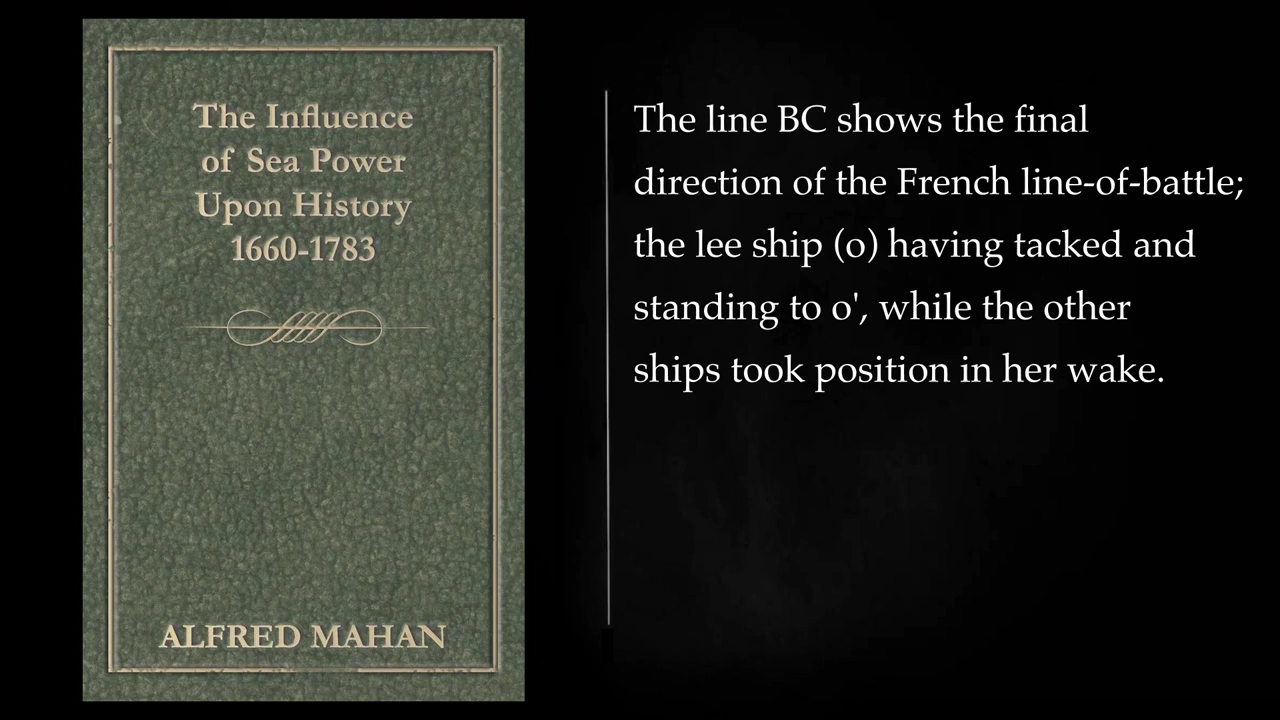 The Influence
of Sea Power
Upon History
1660-1783
ALFRED MAHAN
The line BC shows the final
direction of the French line-of-battle;
the lee ship (o) having tacked and
standing to o', while the other
ships took position in her wake.